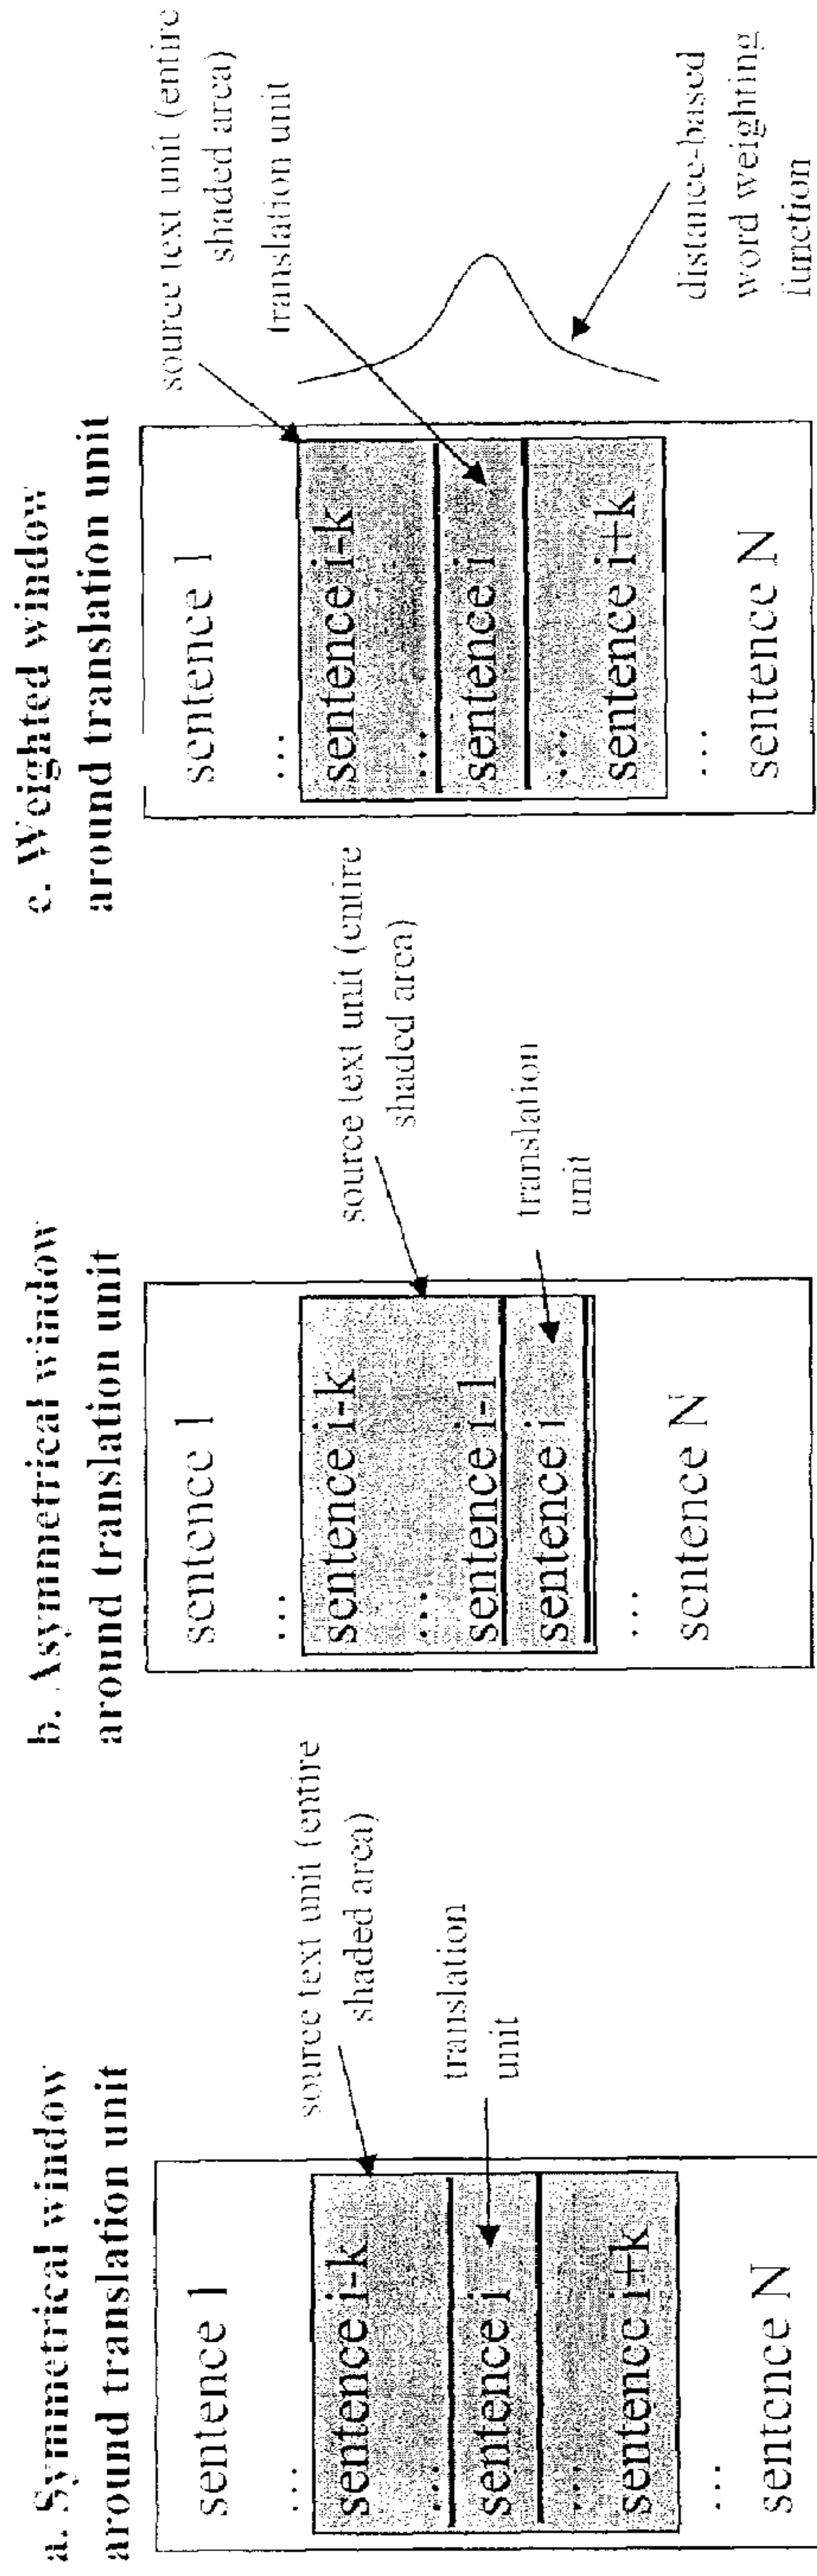 a. Symmetrical window
around translation unit
sentence 1
...
sentence i-k
...
sentence i
...
sentence i+k
...
sentence N
source text unit (entire
shaded area)
translation
unit
b. Asymmetrical window
around translation unit
sentence 1
...
sentence i-k
...
sentence i-1
sentence i
...
sentence N
source text unit (entire
shaded area)
translation
unit
c. Weighted window
around translation unit
sentence 1
...
sentence i-k
...
sentence i
...
sentence i+k
...
sentence N
source text unit (entire
shaded area)
translation unit
distance-based
word weighting
function